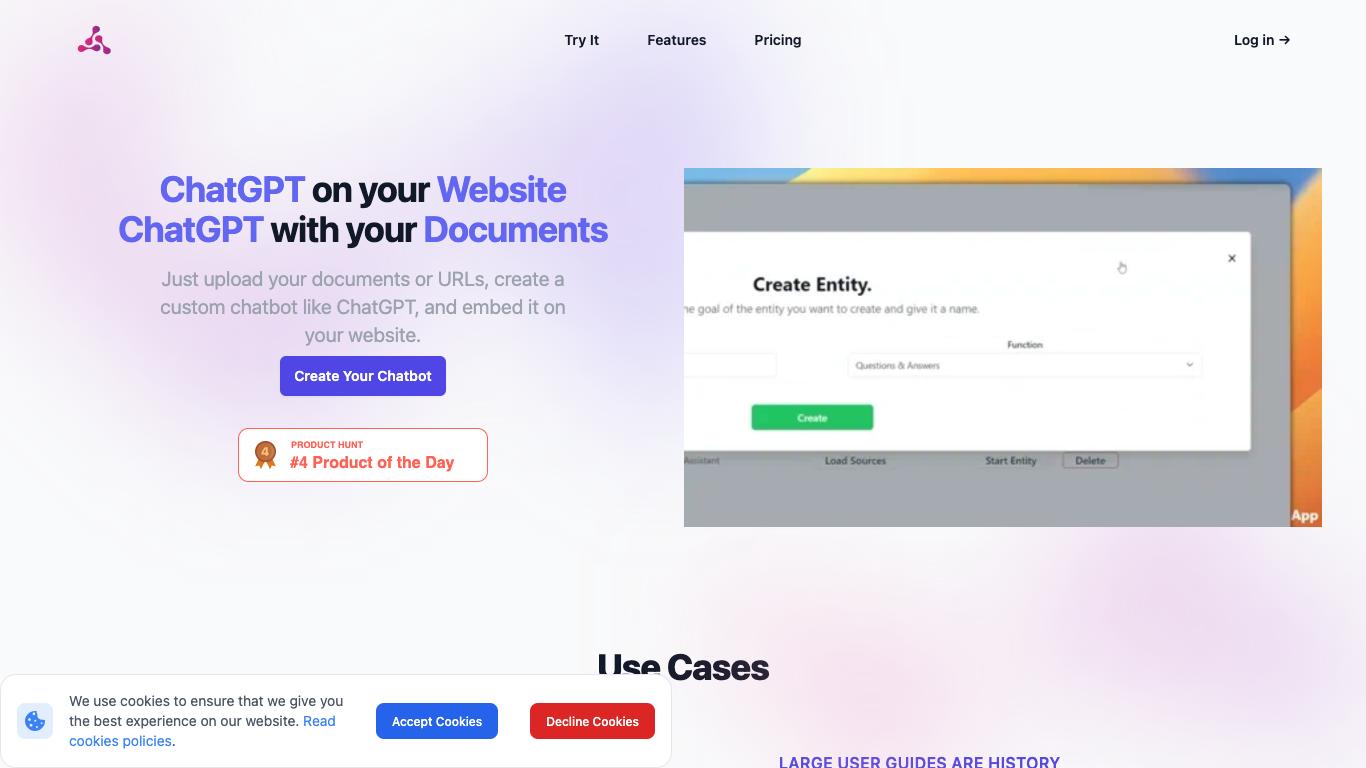 Try It
Features
Pricing
Log in →
ChatGPT on your Website
ChatGPT with your Documents
Just upload your documents or URLs, create a
custom chatbot like ChatGPT, and embed it on
your website.
Create Your Chatbot
4
PRODUCT HUNT
#4 Product of the Day
Create Entity.
goal of the entity you want to create and give it a name.
Function
Questions & Answers
Create
Assistant
Load Sources
Start Entity
Delete
App
Use Cases
We use cookies to ensure that we give you
the best experience on our website. Read
cookies policies.
Accept Cookies
Decline Cookies
LARGE USER GUIDES ARE HISTORY